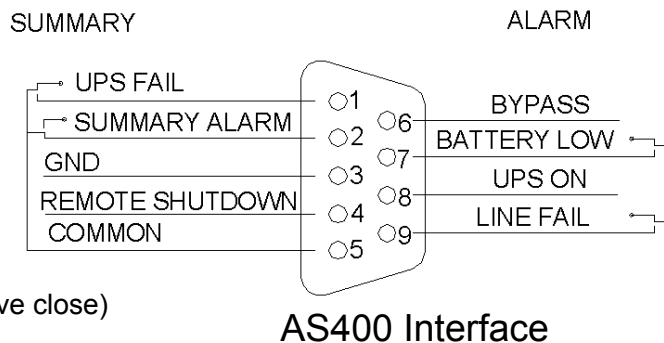 SUMMARY
ALARM
UPS FAIL
SUMMARY ALARM
GND
REMOTE SHUTDOWN
COMMON
1
2
3
4
5
6
7
8
9
BYPASS
BATTERY LOW
UPS ON
LINE FAIL
ve close)
AS400 Interface